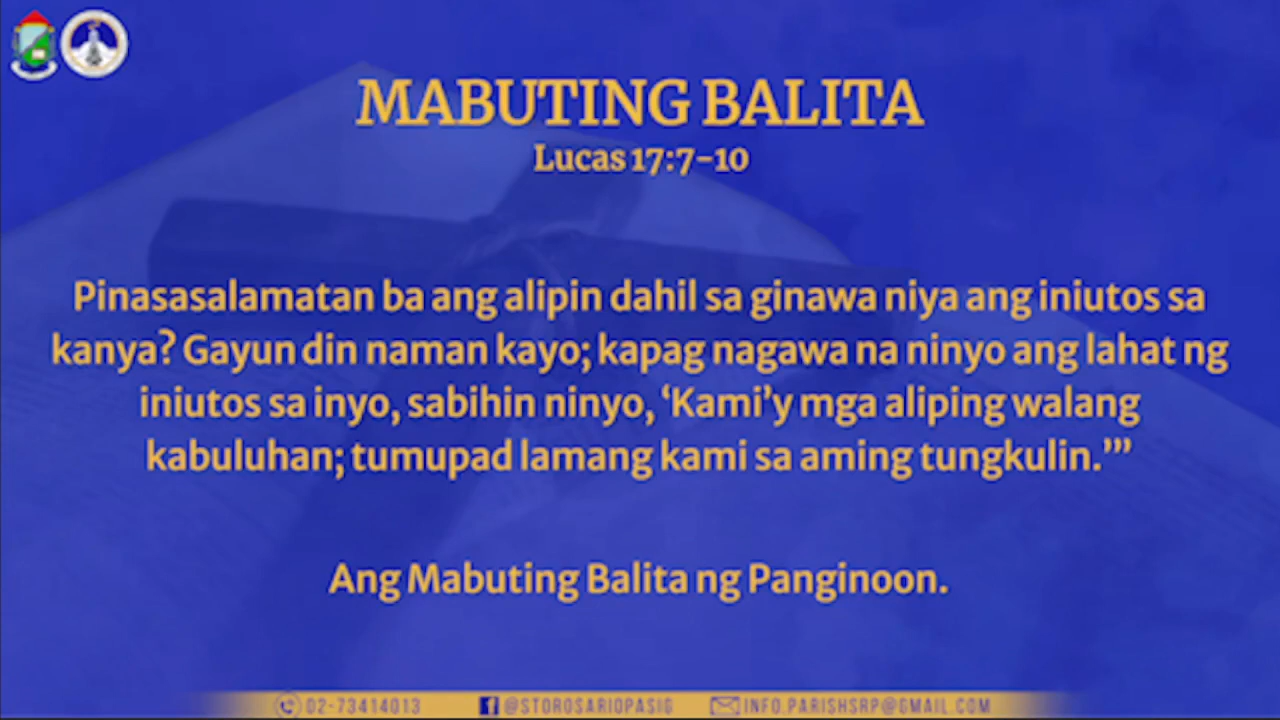 MABUTING BALITA
Lucas 17:7-10
Pinasasalamatan ba ang alipin dahil sa ginawa niya ang iniutos sa
kanya? Gayun din naman kayo; kapag nagawa na ninyo ang lahat ng
iniutos sa inyo, sabihin ninyo, ‘Kami’y mga aliping walang
kabuluhan; tumupad lamang kami sa aming tungkulin.’”
Ang Mabuting Balita ng Panginoon.
02-73414013 @STOROSARIOPASIG INFO.PARISHSRP@GMAIL.COM